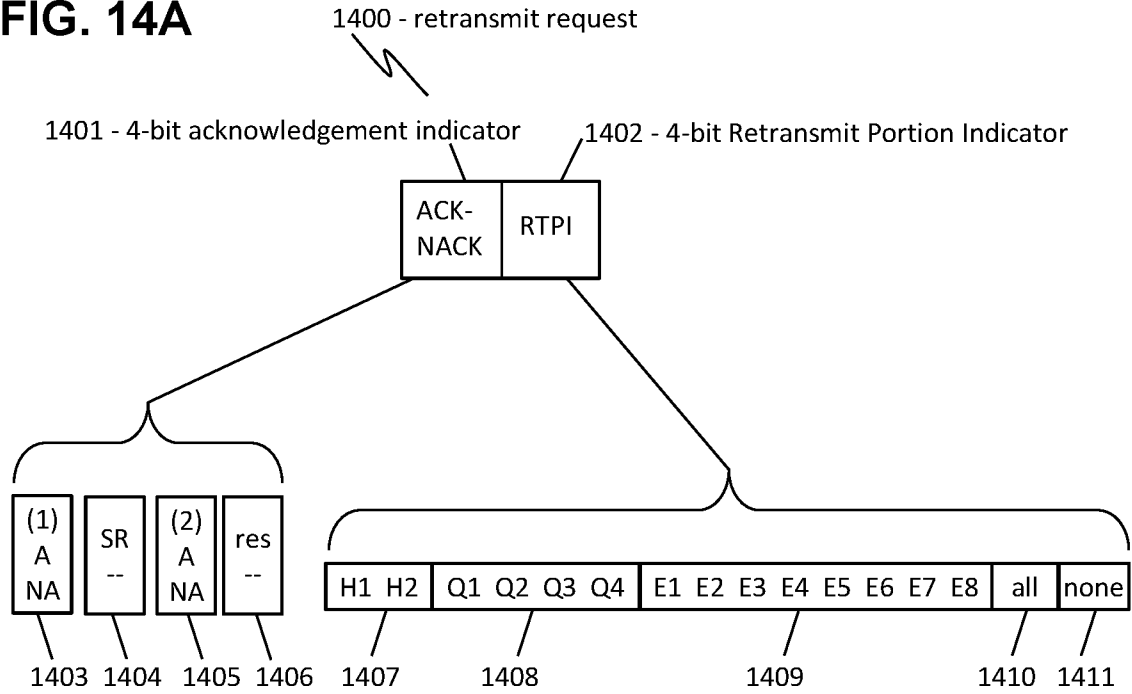 FIG. 14A
1400 - retransmit request
1401 - 4-bit acknowledgement indicator
1402 - 4-bit Retransmit Portion Indicator
ACK-
NACK
RTPI
(1)
A
NA
SR
--
(2)
A
NA
res
--
H1 H2 Q1 Q2 Q3 Q4 E1 E2 E3 E4 E5 E6 E7 E8 all none
1403 1404 1405 1406 1407 1408 1409 1410 1411